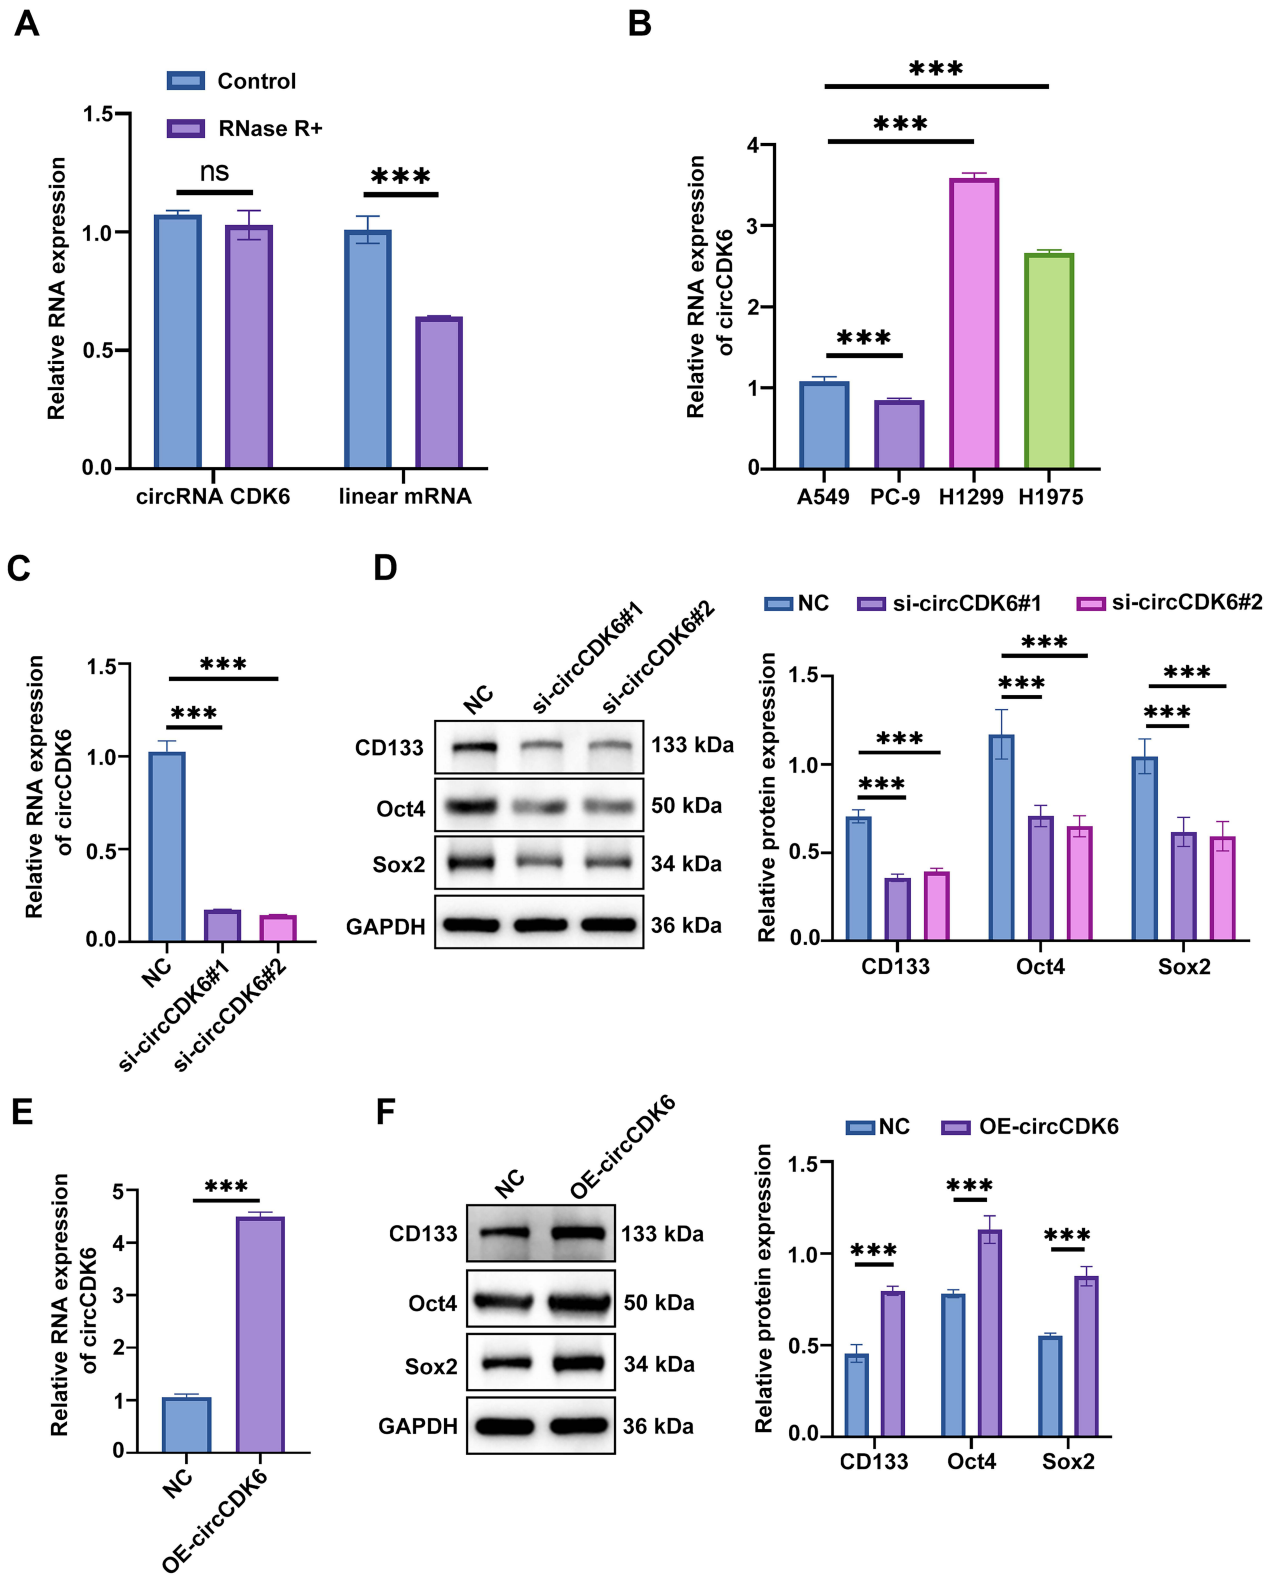 A
Control
RNase R+
Relative RNA expression
1.5
1.0
0.5
0.0
ns
***
circRNA CDK6
linear mRNA
B
Relative RNA expression
of circCDK6
4
3
2
1
0
***
***
***
A549
PC-9
H1299
H1975
C
Relative RNA expression
of circCDK6
1.5
1.0
0.5
0.0
***
***
NC
si-circCDK6#1
si-circCDK6#2
D
NC
si-circCDK6#1
si-circCDK6#2
CD133
133 kDa
Oct4
50 kDa
Sox2
34 kDa
GAPDH
36 kDa
NC
si-circCDK6#1
si-circCDK6#2
Relative protein expression
1.5
1.0
0.5
0.0
***
***
***
***
***
***
CD133
Oct4
Sox2
E
Relative RNA expression
of circCDK6
5
4
3
2
1
0
***
NC
OE-circCDK6
F
NC
OE-circCDK6
CD133
133 kDa
Oct4
50 kDa
Sox2
34 kDa
GAPDH
36 kDa
NC
OE-circCDK6
Relative protein expression
1.5
1.0
0.5
0.0
***
***
***
CD133
Oct4
Sox2